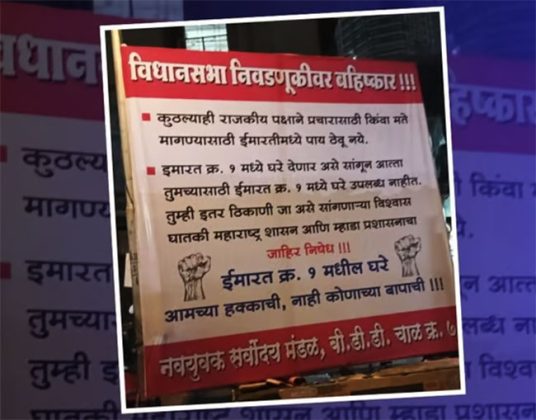 विधानसभा निवडणूकीवर बहिष्कार !!!
कुठल्याही राजकीय पक्षाने प्रचारासाठी किंवा मते
मागण्यासाठी ईमारतीमध्ये पाय ठेवू नये.
इमारत क्र. १ मध्ये घरे देणार असे सांगून आत्ता
तुमच्यासाठी ईमारत क्र. १ मध्ये घरे उपलब्ध नाहीत.
तुम्ही इतर ठिकाणी जा असे सांगणाऱ्या विश्वास
घातकी महाराष्ट्र शासन आणि म्हाडा प्रशासनाचा
जाहिर निषेध !!!
ईमारत क्र. १ मधील घरे
आमच्या हक्काची, नाही कोणाच्या बापाची !!!
नवयुवक सर्वोदय मंडळ, बी.डी.डी. चाळ क्र. ७